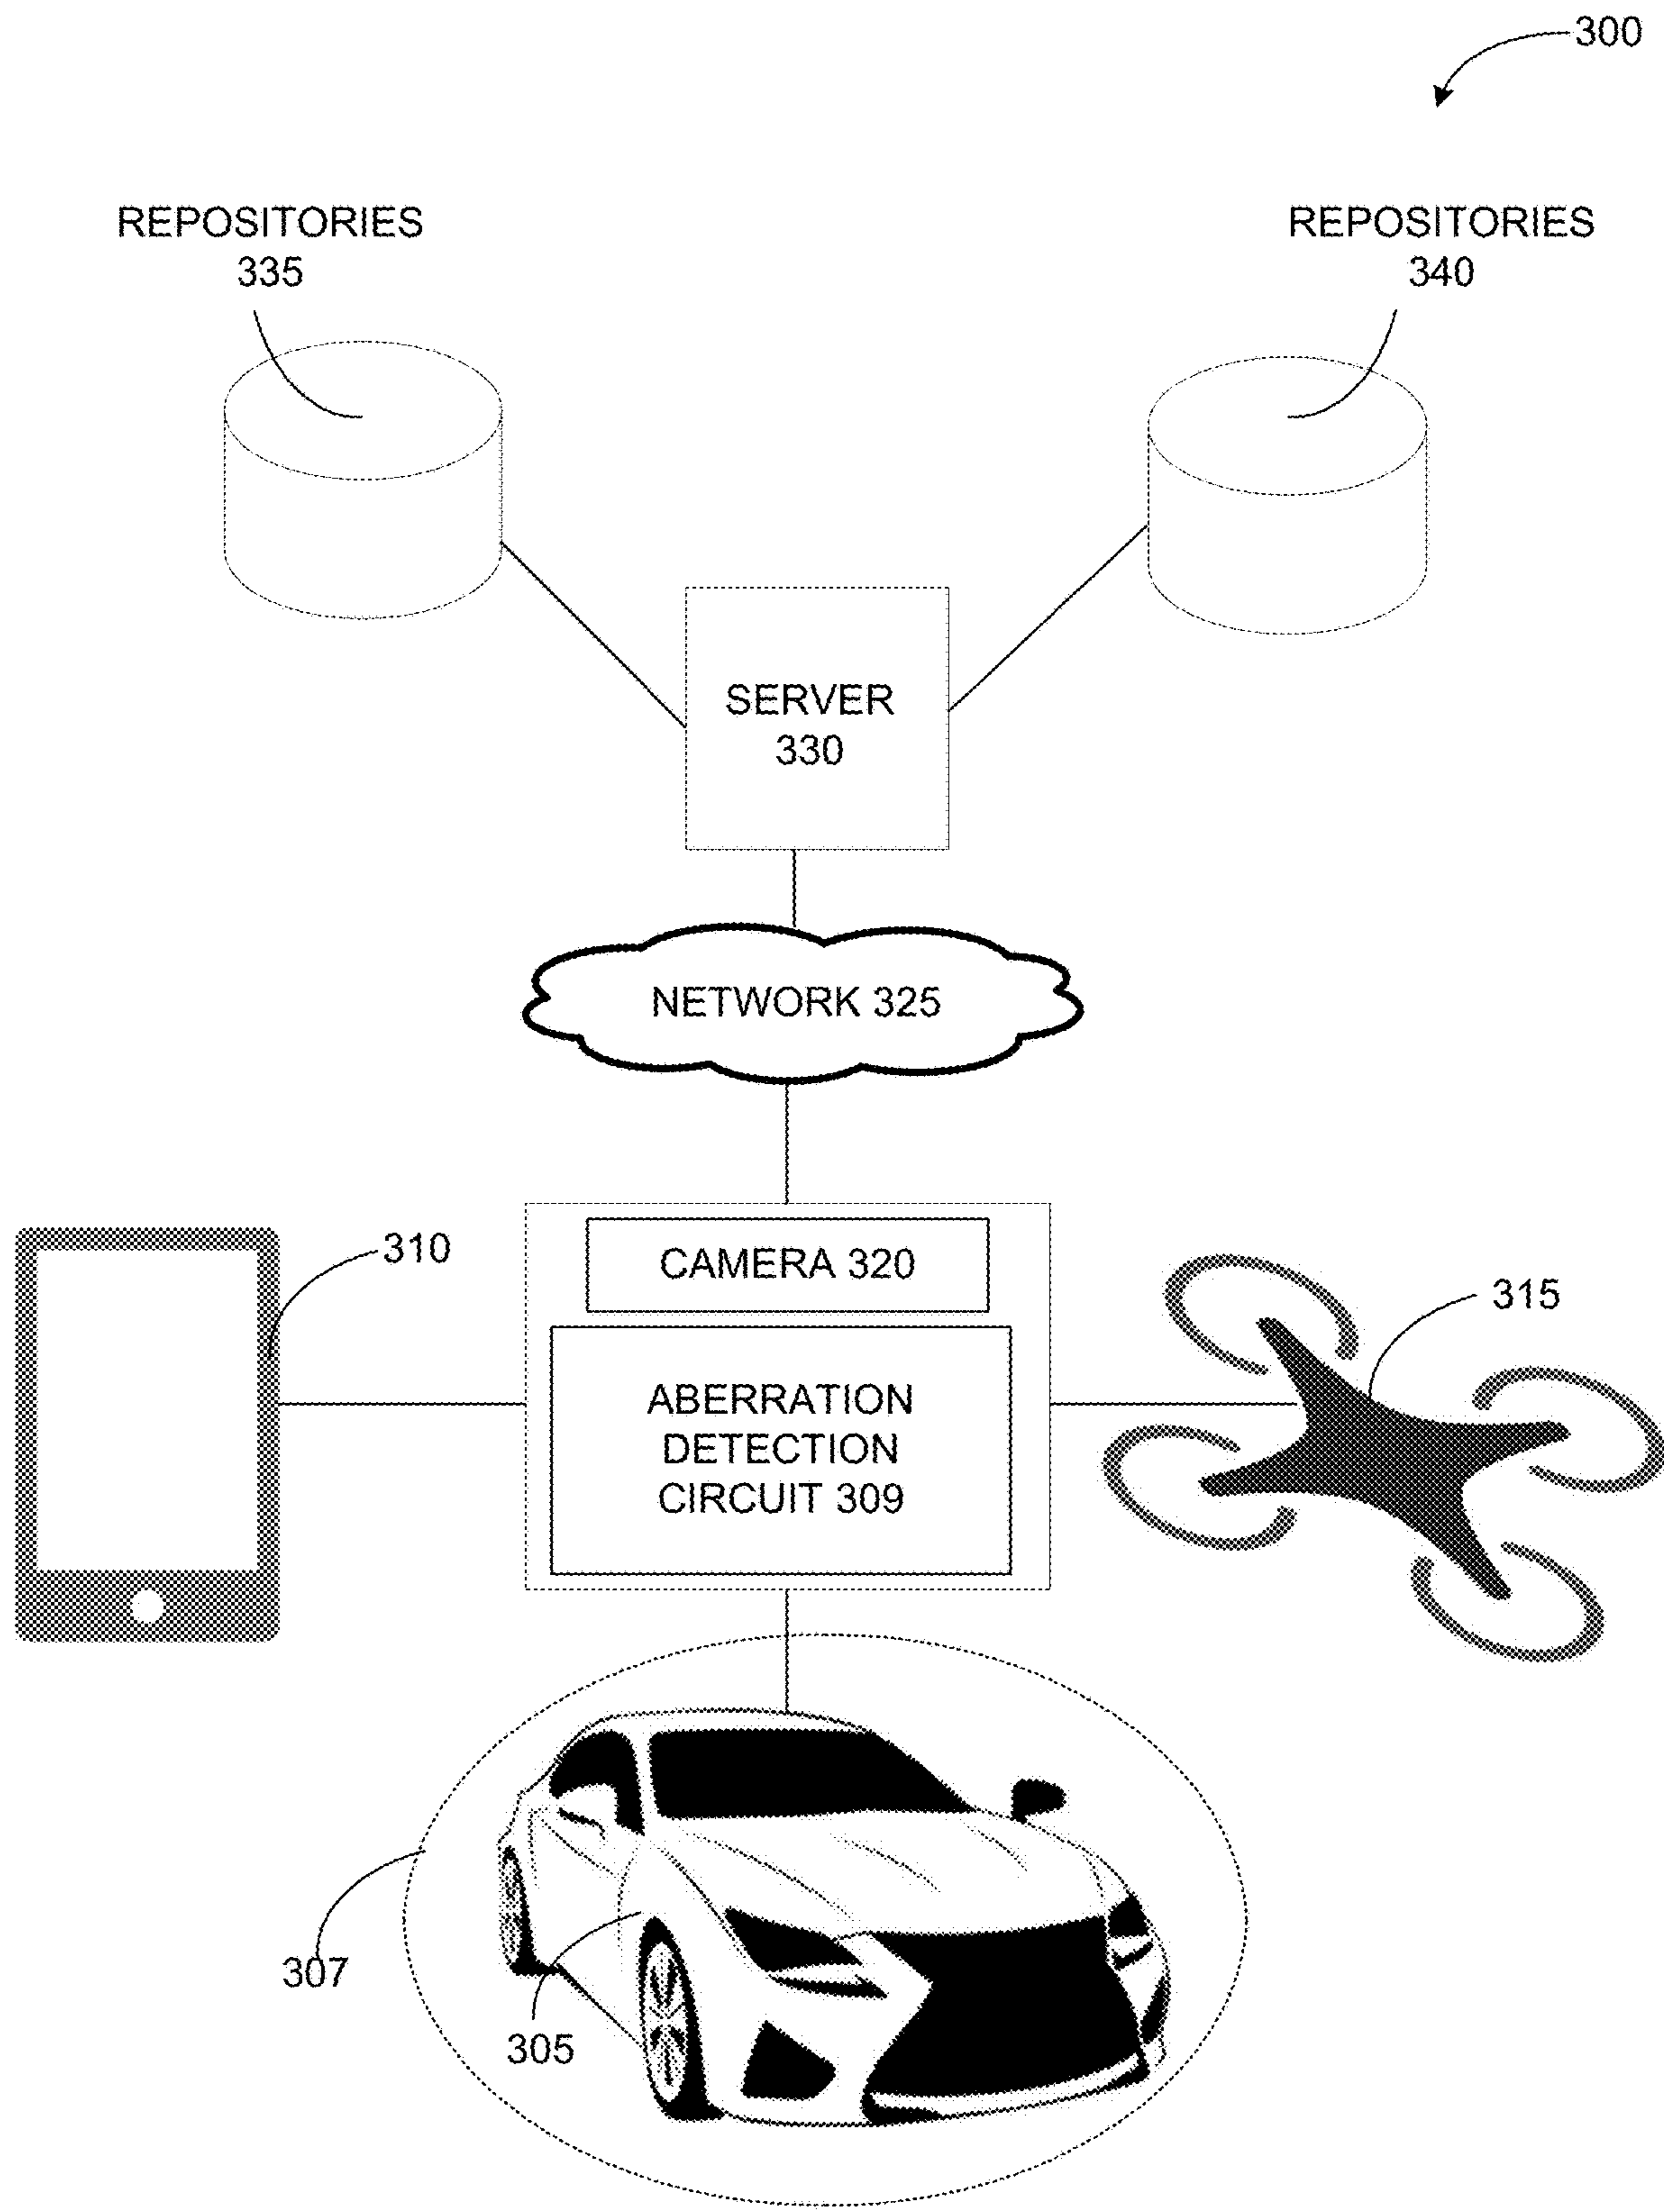 300
REPOSITORIES
335
REPOSITORIES
340
SERVER
330
NETWORK 325
310
CAMERA 320
315
ABERRATION
DETECTION
CIRCUIT 309
307
305